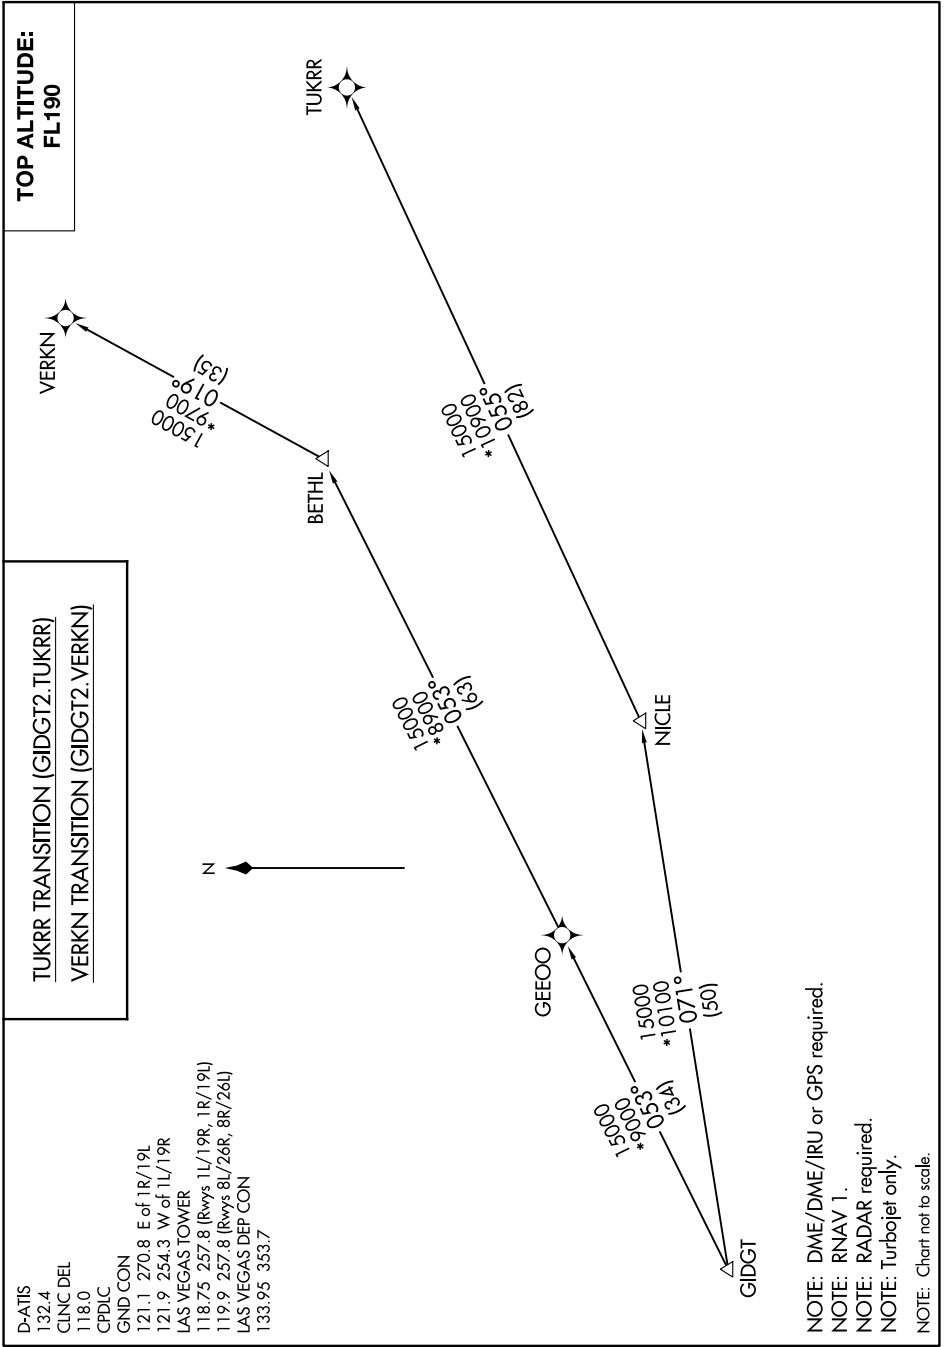 D-ATIS
132.4
CLNC DEL
118.0
CPDLC
GND CON
121.1 270.8 E of 1R/19L
121.9 254.3 W of 1L/19R
LAS VEGAS TOWER
118.75 257.8 (Rwys 1L/19R, 1R/19L)
119.9 257.8 (Rwys 8L/26R, 8R/26L)
LAS VEGAS DEP CON
133.95 353.7
TUKRR TRANSITION (GIDGT2.TUKRR)
VERKN TRANSITION (GIDGT2.VERKN)
TOP ALTITUDE:
FL190
VERKN
15000
*9700
019°
(35)
BETHL
TUKRR
15000
*10900
055°
(82)
N
15000
*8900
053°
(63)
GEEOO
NICLE
15000
*10100
071°
(50)
15000
*9000
053°
(34)
GIDGT
NOTE: DME/DME/IRU or GPS required.
NOTE: RNAV 1.
NOTE: RADAR required.
NOTE: Turbojet only.
NOTE: Chart not to scale.